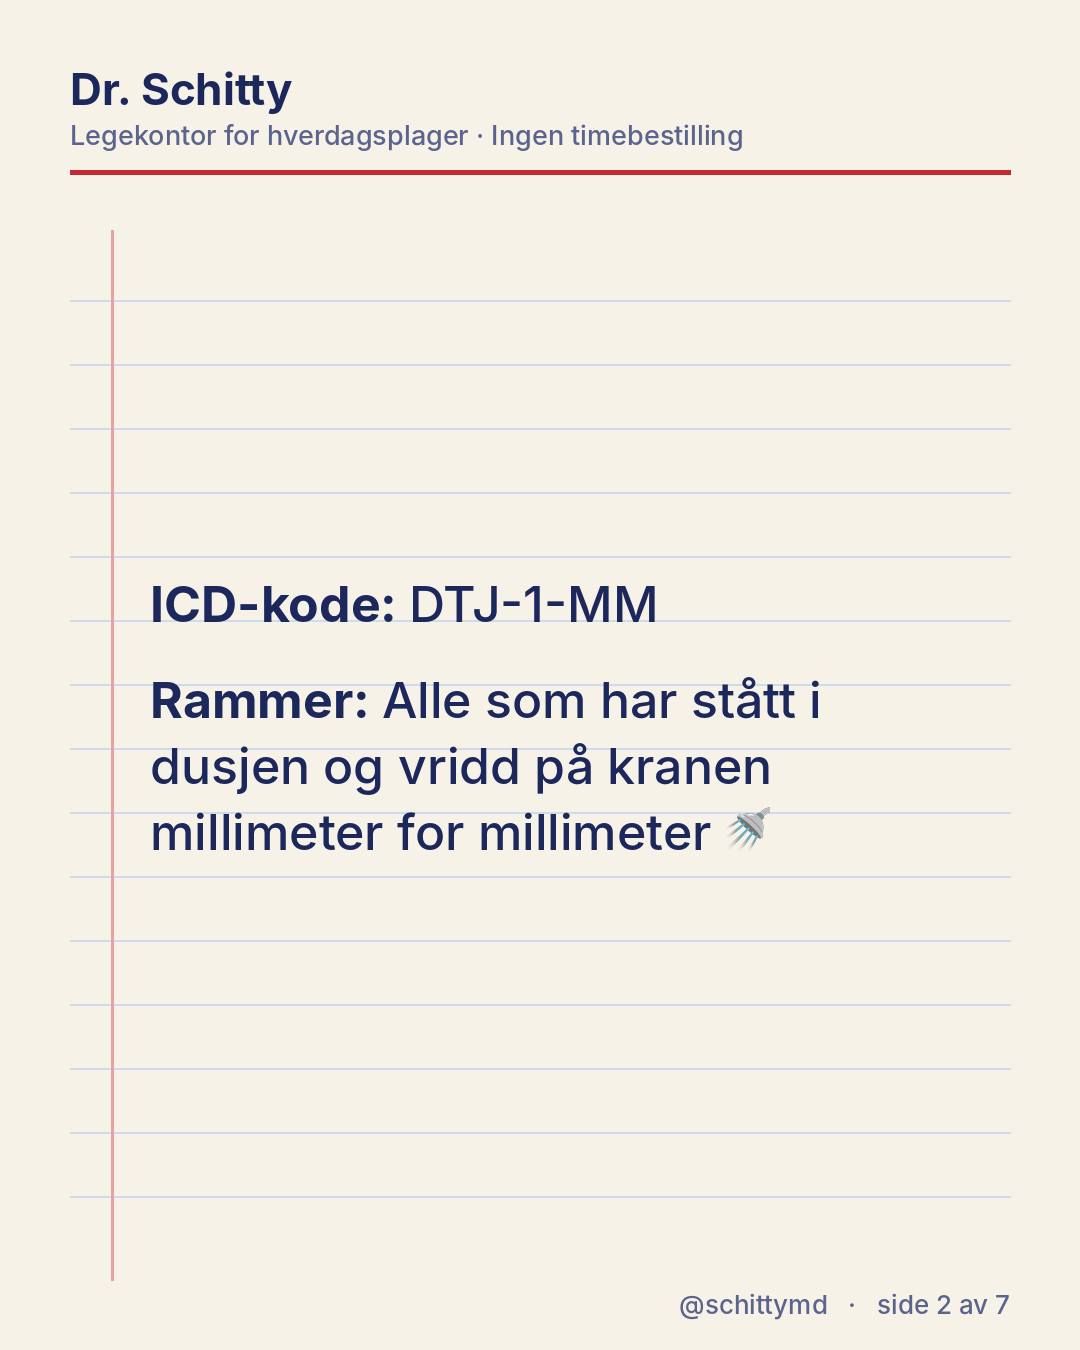 Dr. Schitty
Legekontor for hverdagsplager · Ingen timebestilling
ICD-kode: DTJ-1-MM
Rammer: Alle som har stått i
dusjen og vridd på kranen
millimeter for millimeter 🚿
@schittymd · side 2 av 7